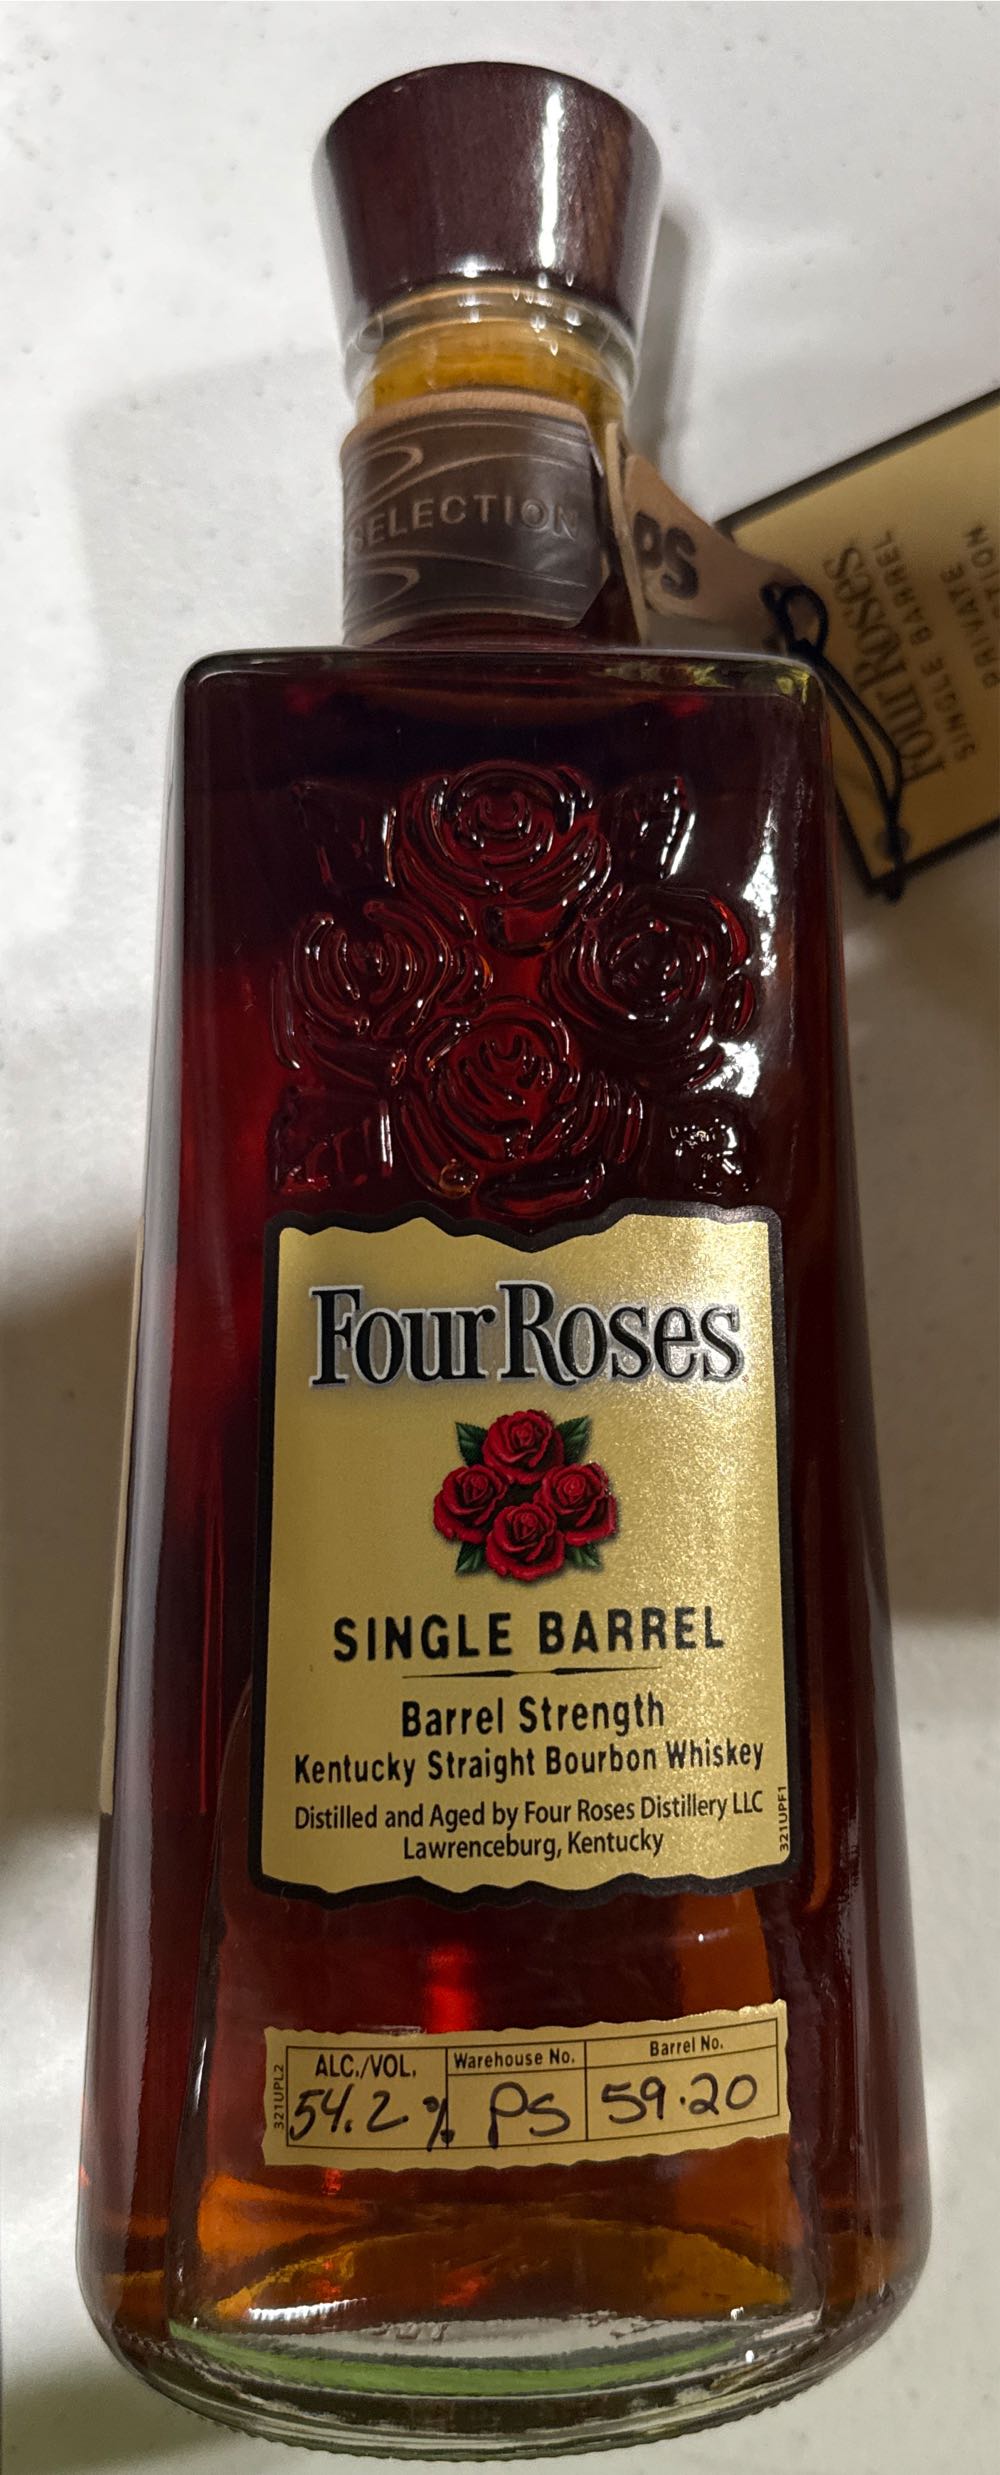 SELECTION
PS
Four Roses
SINGLE BARREL
PRIVATE
Four Roses
SINGLE BARREL
Barrel Strength
Kentucky Straight Bourbon Whiskey
Distilled and Aged by Four Roses Distillery LLC
Lawrenceburg, Kentucky
321UPF1
321UPL2
ALC./VOL. Warehouse No. Barrel No.
54.2% PS 59.20